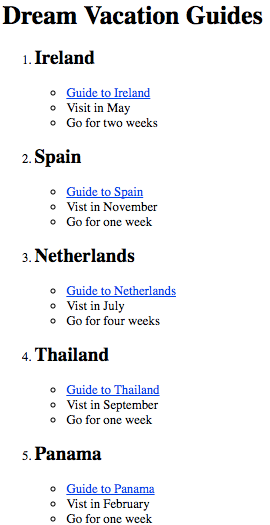 Dream Vacation Guides
1. Ireland
Guide to Ireland
Visit in May
Go for two weeks
2. Spain
Guide to Spain
Vist in November
Go for one week
3. Netherlands
Guide to Netherlands
Vist in July
Go for four weeks
4. Thailand
Guide to Thailand
Vist in September
Go for one week
5. Panama
Guide to Panama
Vist in February
Go for one week